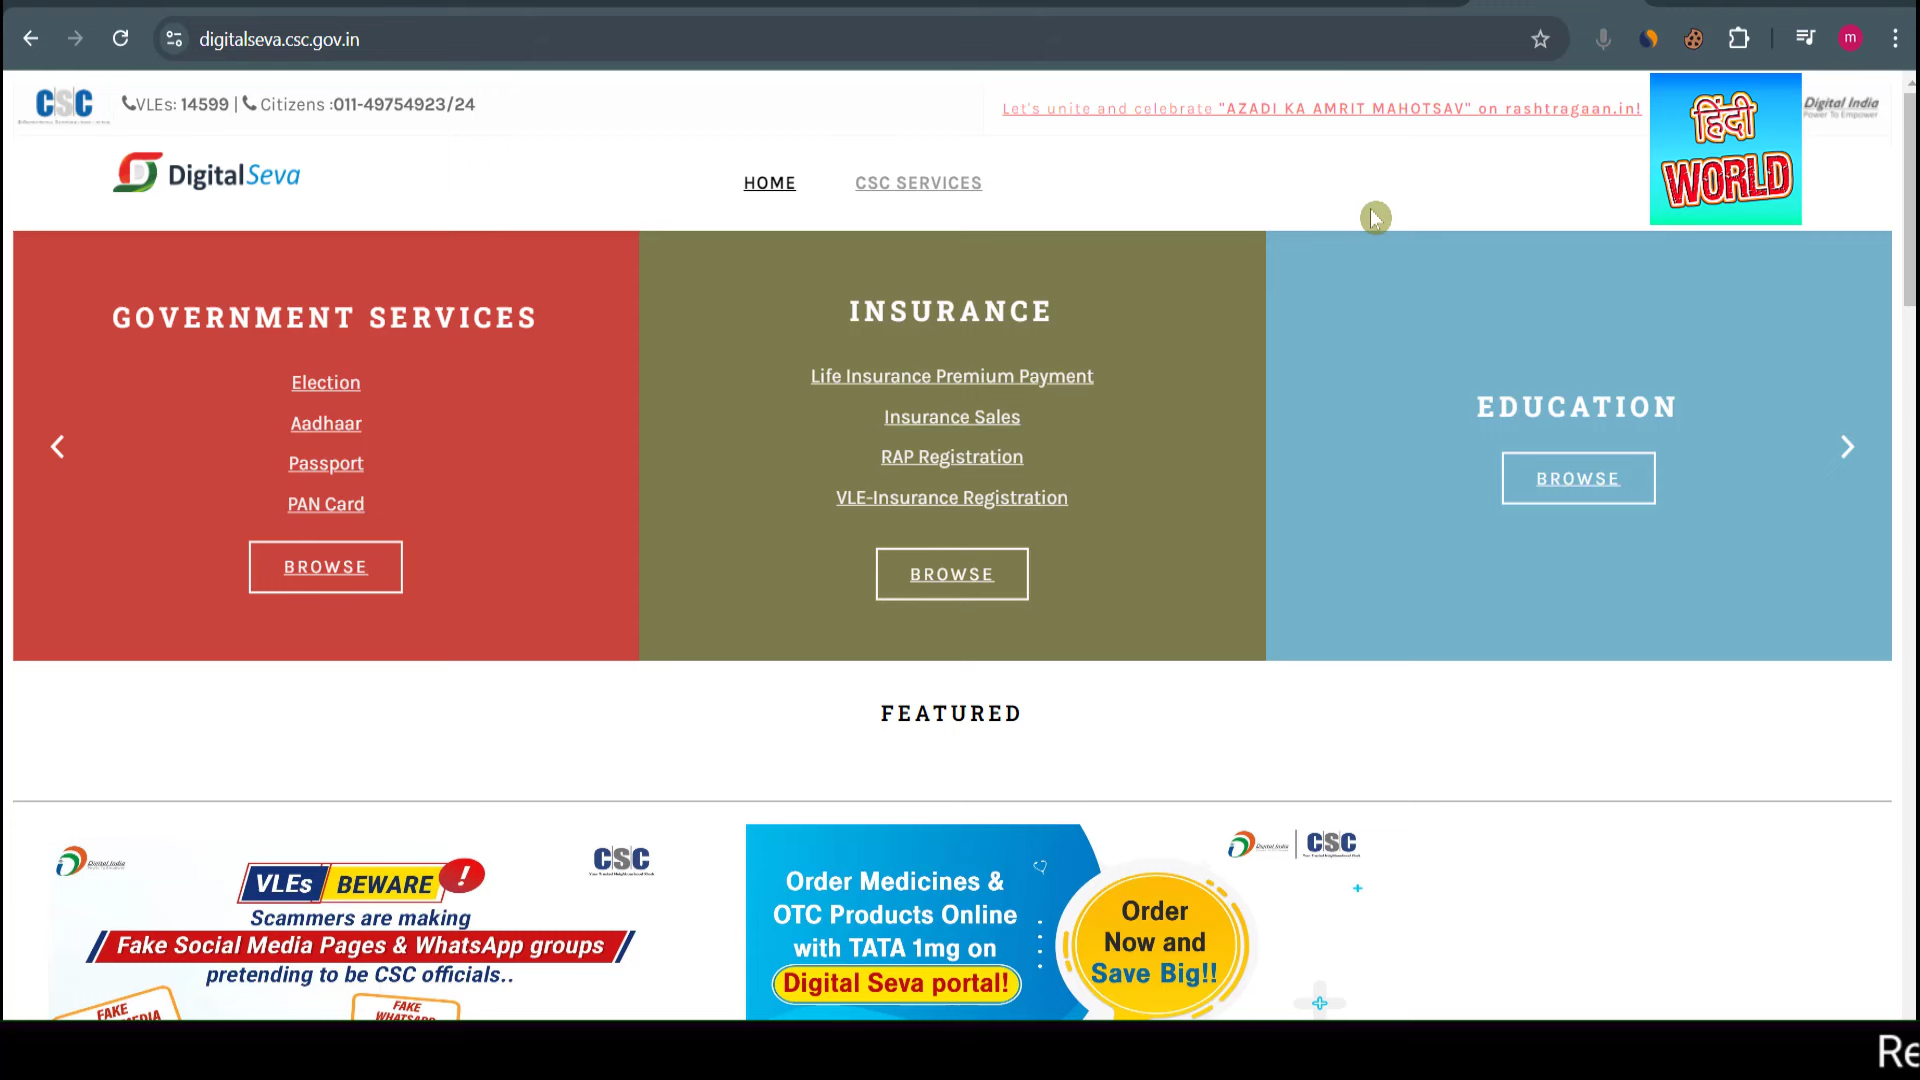 digitalseva.csc.gov.in
m
CSC
VLEs: 14599 | Citizens :011-49754923/24
Let's unite and celebrate "AZADI KA AMRIT MAHOTSAV" on rashtragaan.in!
हिंदी
WORLD
Digital India
Power To Empower
DigitalSeva
HOME
CSC SERVICES
GOVERNMENT SERVICES
Election
Aadhaar
Passport
PAN Card
BROWSE
INSURANCE
Life Insurance Premium Payment
Insurance Sales
RAP Registration
VLE-Insurance Registration
BROWSE
EDUCATION
BROWSE
FEATURED
Digital India
CSC
VLEs BEWARE !
Scammers are making
Fake Social Media Pages & WhatsApp groups
pretending to be CSC officials..
FAKE
FAKE
Order Medicines &
OTC Products Online
with TATA 1mg on
Digital Seva portal!
Order
Now and
Save Big!!
Digital India
CSC
Re